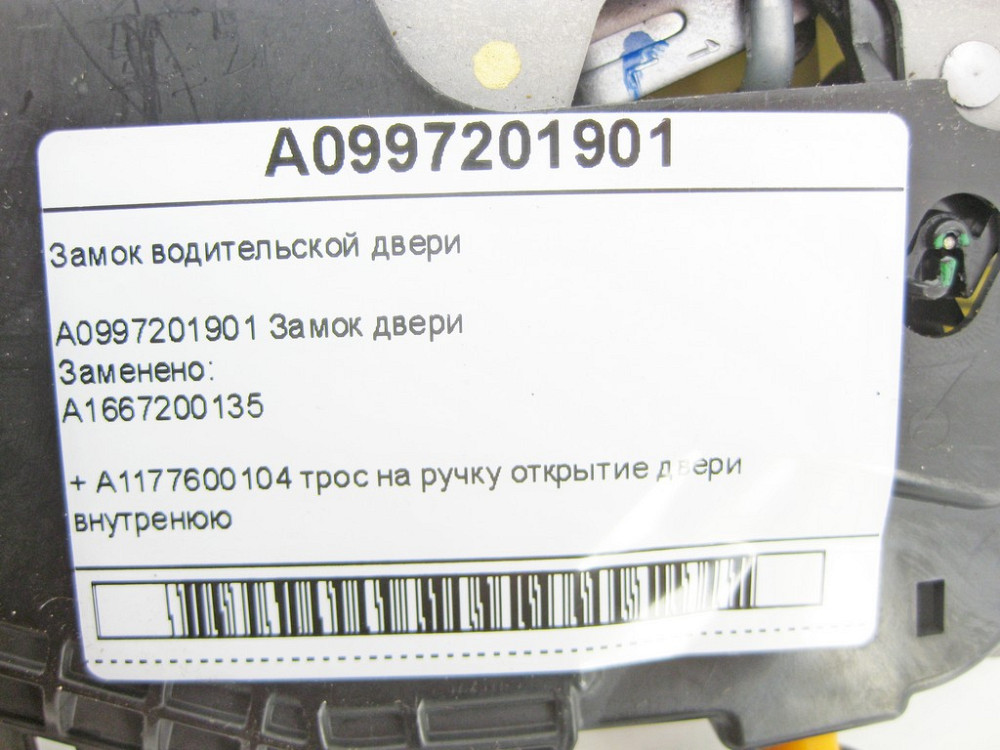 A0997201901
Замок водительской двери
A0997201901 Замок двери
Заменено:
A1667200135
+ A1177600104 трос на ручку открытие двери
внутренюю